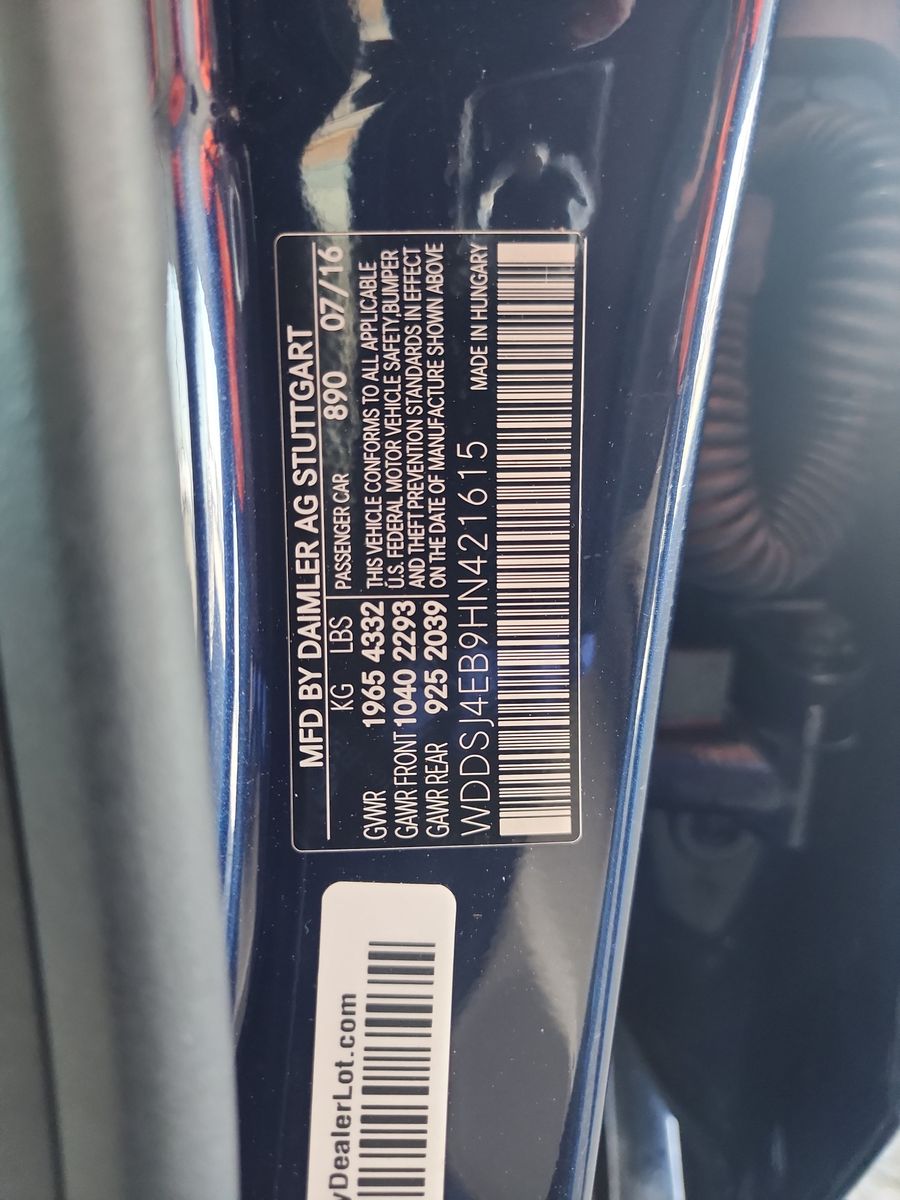 MFD BY DAIMLER AG STUTTGART
KG LBS PASSENGER CAR 890 07/16
GVWR 1965 4332
GAWR FRONT 1040 2293
GAWR REAR 925 2039
THIS VEHICLE CONFORMS TO ALL APPLICABLE
U.S. FEDERAL MOTOR VEHICLE SAFETY,BUMPER
AND THEFT PREVENTION STANDARDS IN EFFECT
ON THE DATE OF MANUFACTURE SHOWN ABOVE
WDDSJ4EB9HN421615 MADE IN HUNGARY
yDealerLot.com